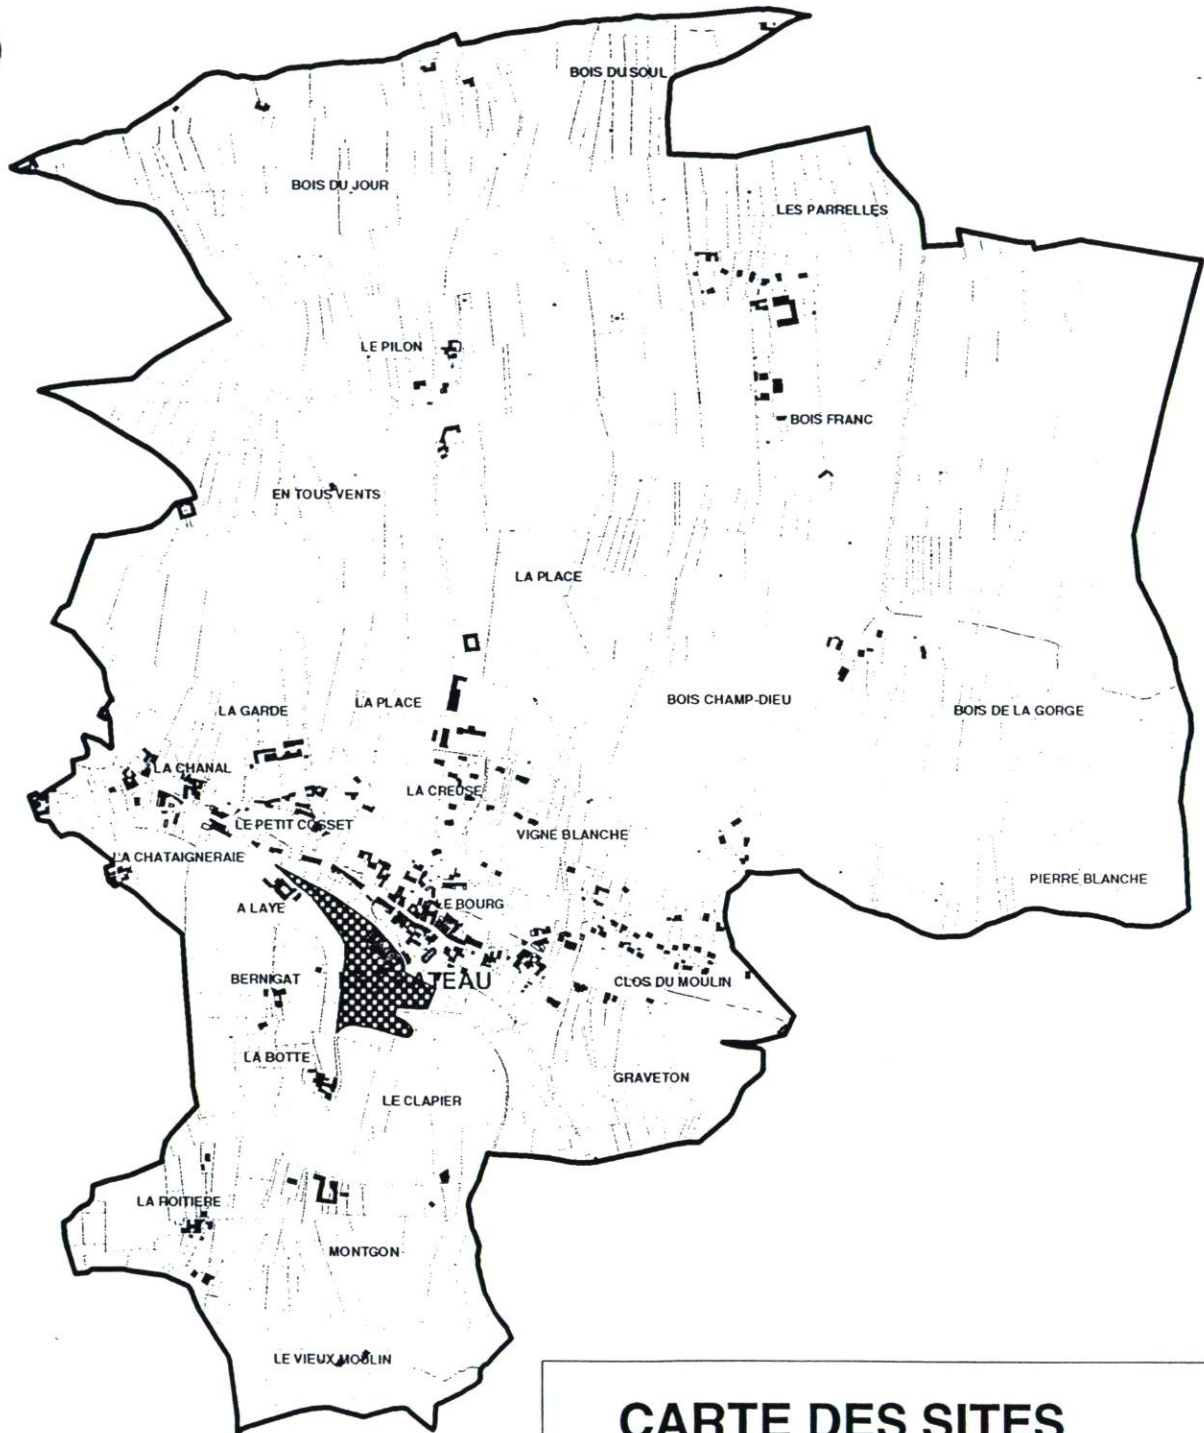 BOIS DU SOUL
BOIS DU JOUR
LES PARRELLES
LE PILON
BOIS FRANC
EN TOUS VENTS
LA PLACE
BOIS CHAMP-DIEU
LA PLACE
LA GARDE
BOIS DE LA GORGE
LA CHANAL
LA CREUSE
LE PETIT COSSET
VIGNE BLANCHE
LA CHATAIGNERAIE
PIERRE BLANCHE
A LAYE
LE BOURG
BERNIGAT
ATEAU
CLOS DU MOULIN
LA BOTTE
GRAVETON
LE CLAPIER
LA ROITIERE
MONTGON
LE VIEUX MOULIN
CARTE DES SITES